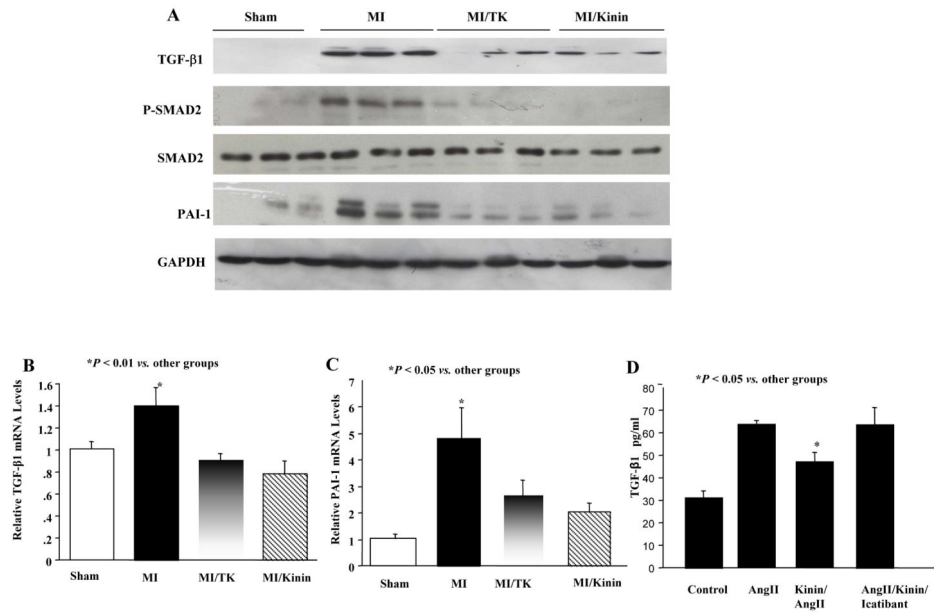 A
Sham MI MI/TK MI/Kinin
TGF-β1
P-SMAD2
SMAD2
PAI-1
GAPDH
B
*P < 0.01 vs. other groups
Relative TGF-β1 mRNA Levels
1.6
1.4
1.2
1
.8
.6
.4
.2
0
*
Sham MI MI/TK MI/Kinin
C
*P < 0.05 vs. other groups
Relative PAI-1 mRNA Levels
7
6
5
4
3
2
1
0
*
Sham MI MI/TK MI/Kinin
D
*P < 0.05 vs. other groups
TGF-β1 pg/ml
70
60
50
40
30
20
10
0
*
Control AngII Kinin/ AngII/Kinin/
AngII Icatibant